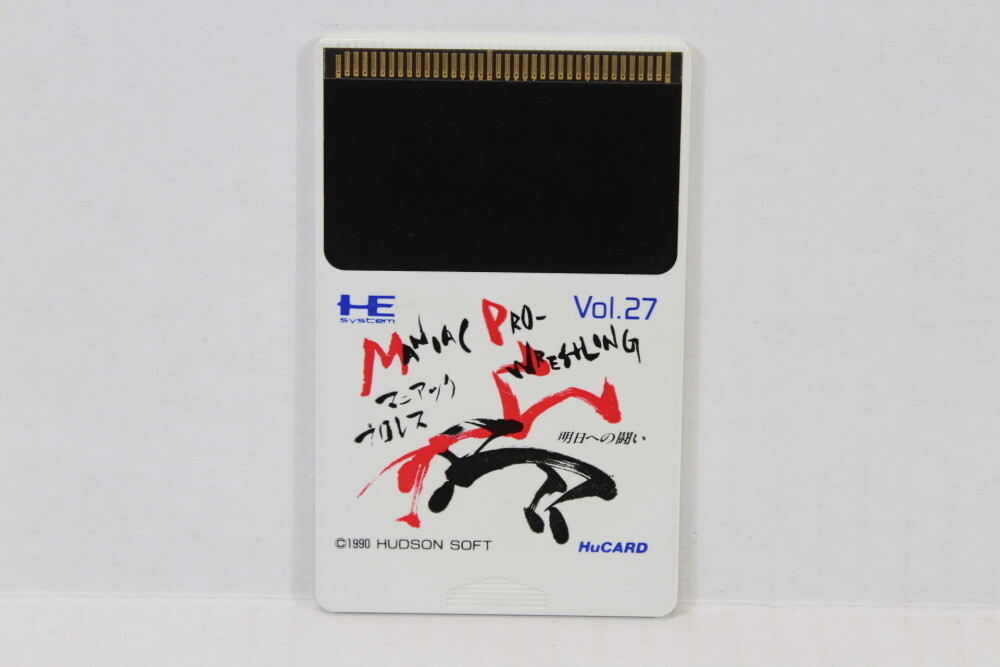 HE
system
Vol.27
MANIAC PRO-
WRESTLING
マニアック
プロレス
明日への闘い
©1990 HUDSON SOFT
HuCARD